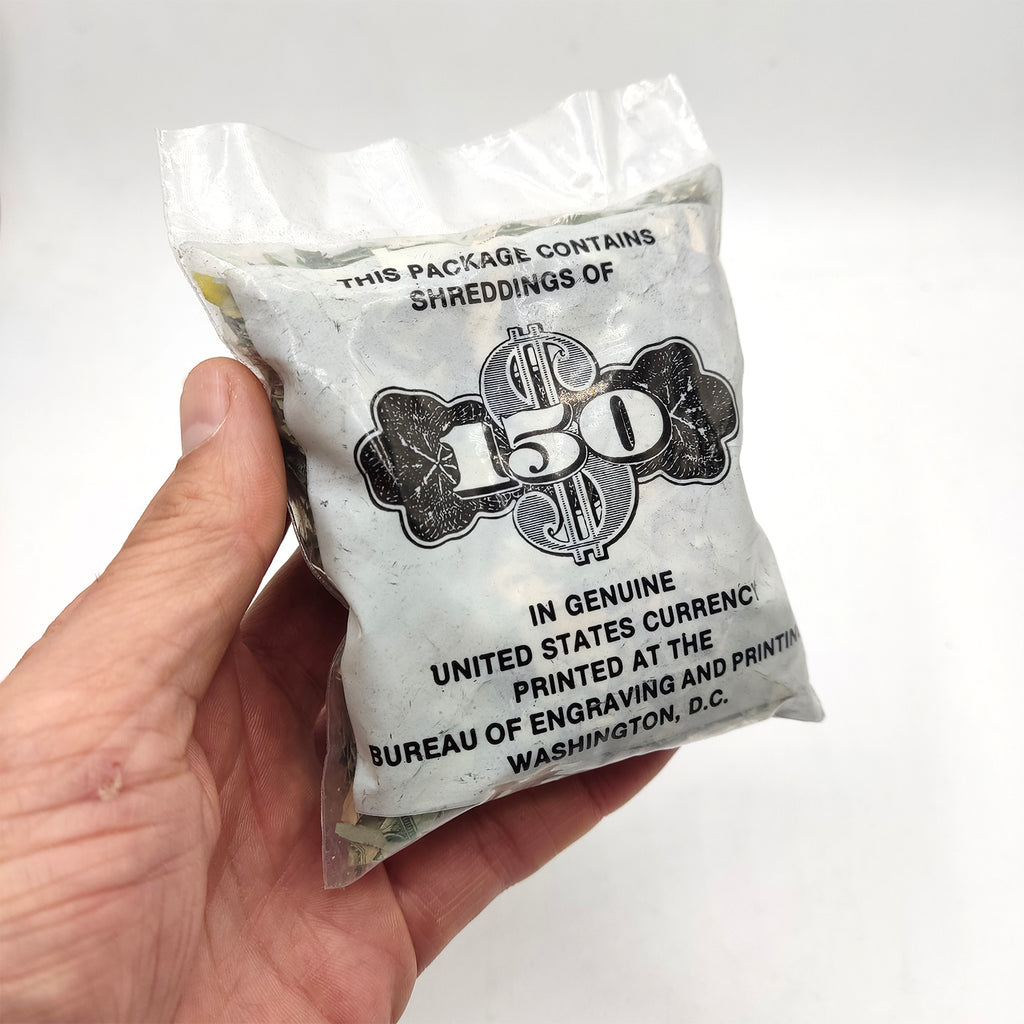 THIS PACKAGE CONTAINS
SHREDDINGS OF
$150
IN GENUINE
UNITED STATES CURRENCY
PRINTED AT THE
BUREAU OF ENGRAVING AND PRINTIN
WASHINGTON, D.C.